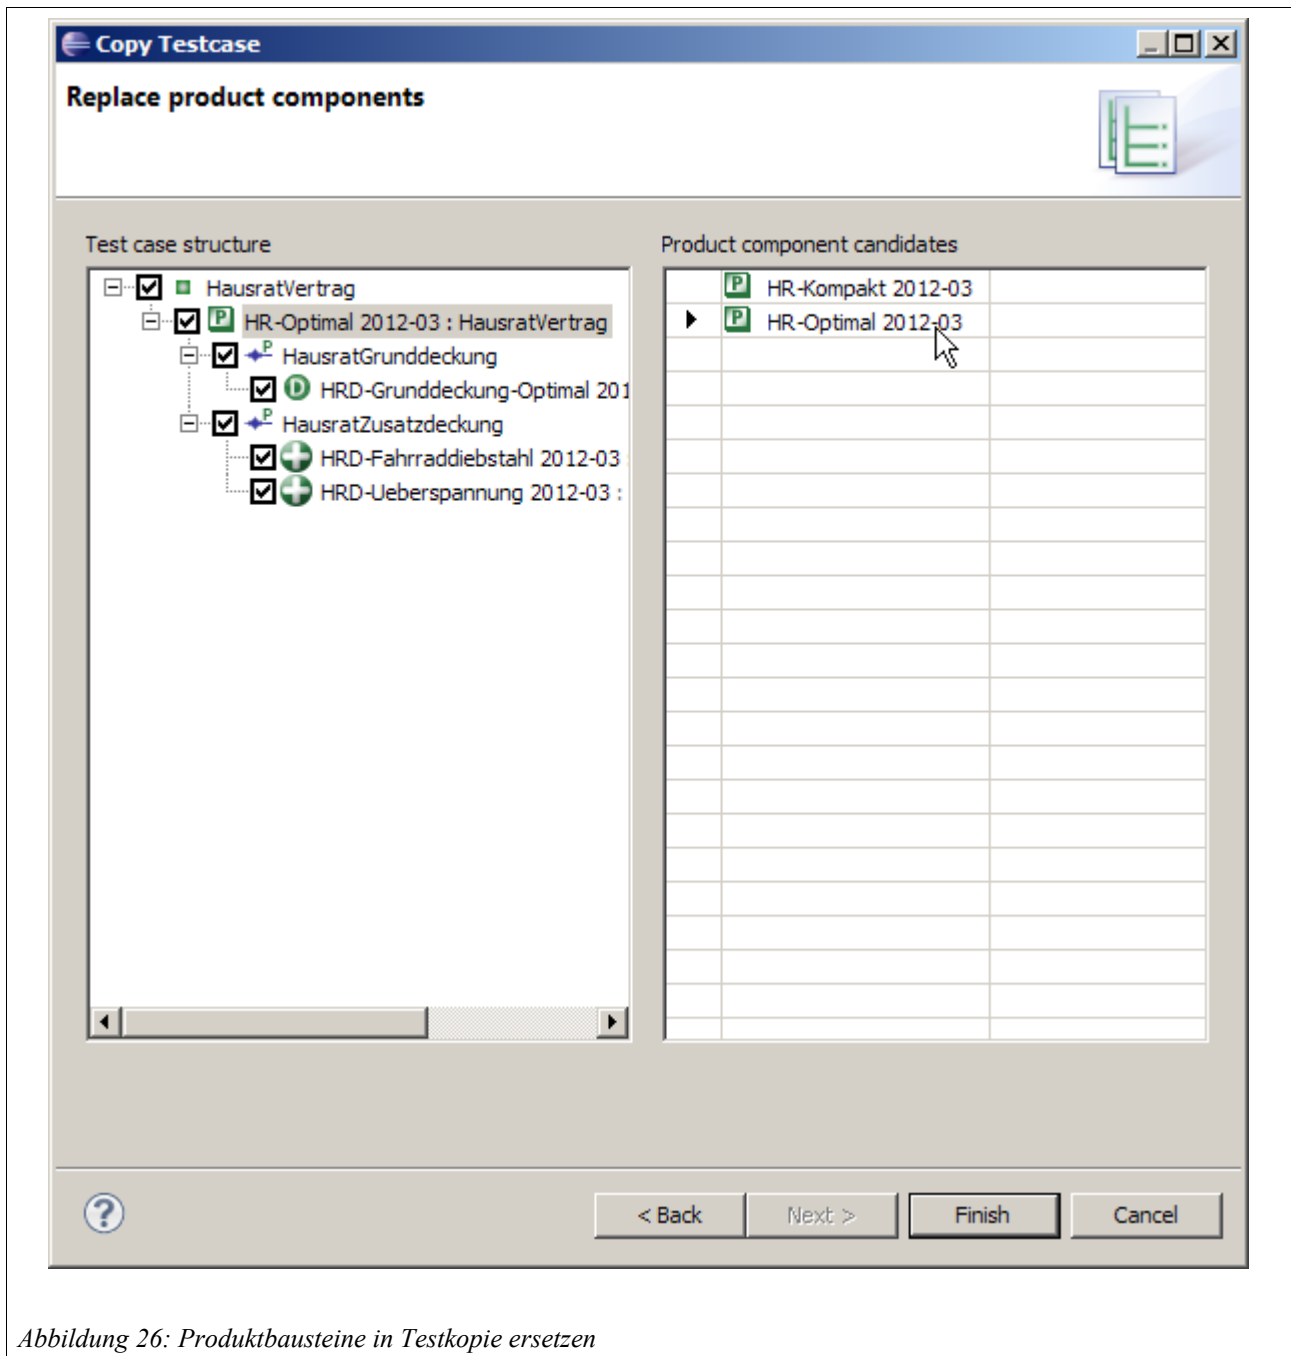 Copy Testcase
Replace product components
Test case structure
Product component candidates
HausratVertrag
HR-Optimal 2012-03 : HausratVertrag
HausratGrunddeckung
HRD-Grunddeckung-Optimal 201
HausratZusatzdeckung
HRD-Fahrraddiebstahl 2012-03 :
HRD-Ueberspannung 2012-03 :
P HR-Kompakt 2012-03
P HR-Optimal 2012-03
? < Back Next > Finish Cancel
Abbildung 26: Produktbausteine in Testkopie ersetzen